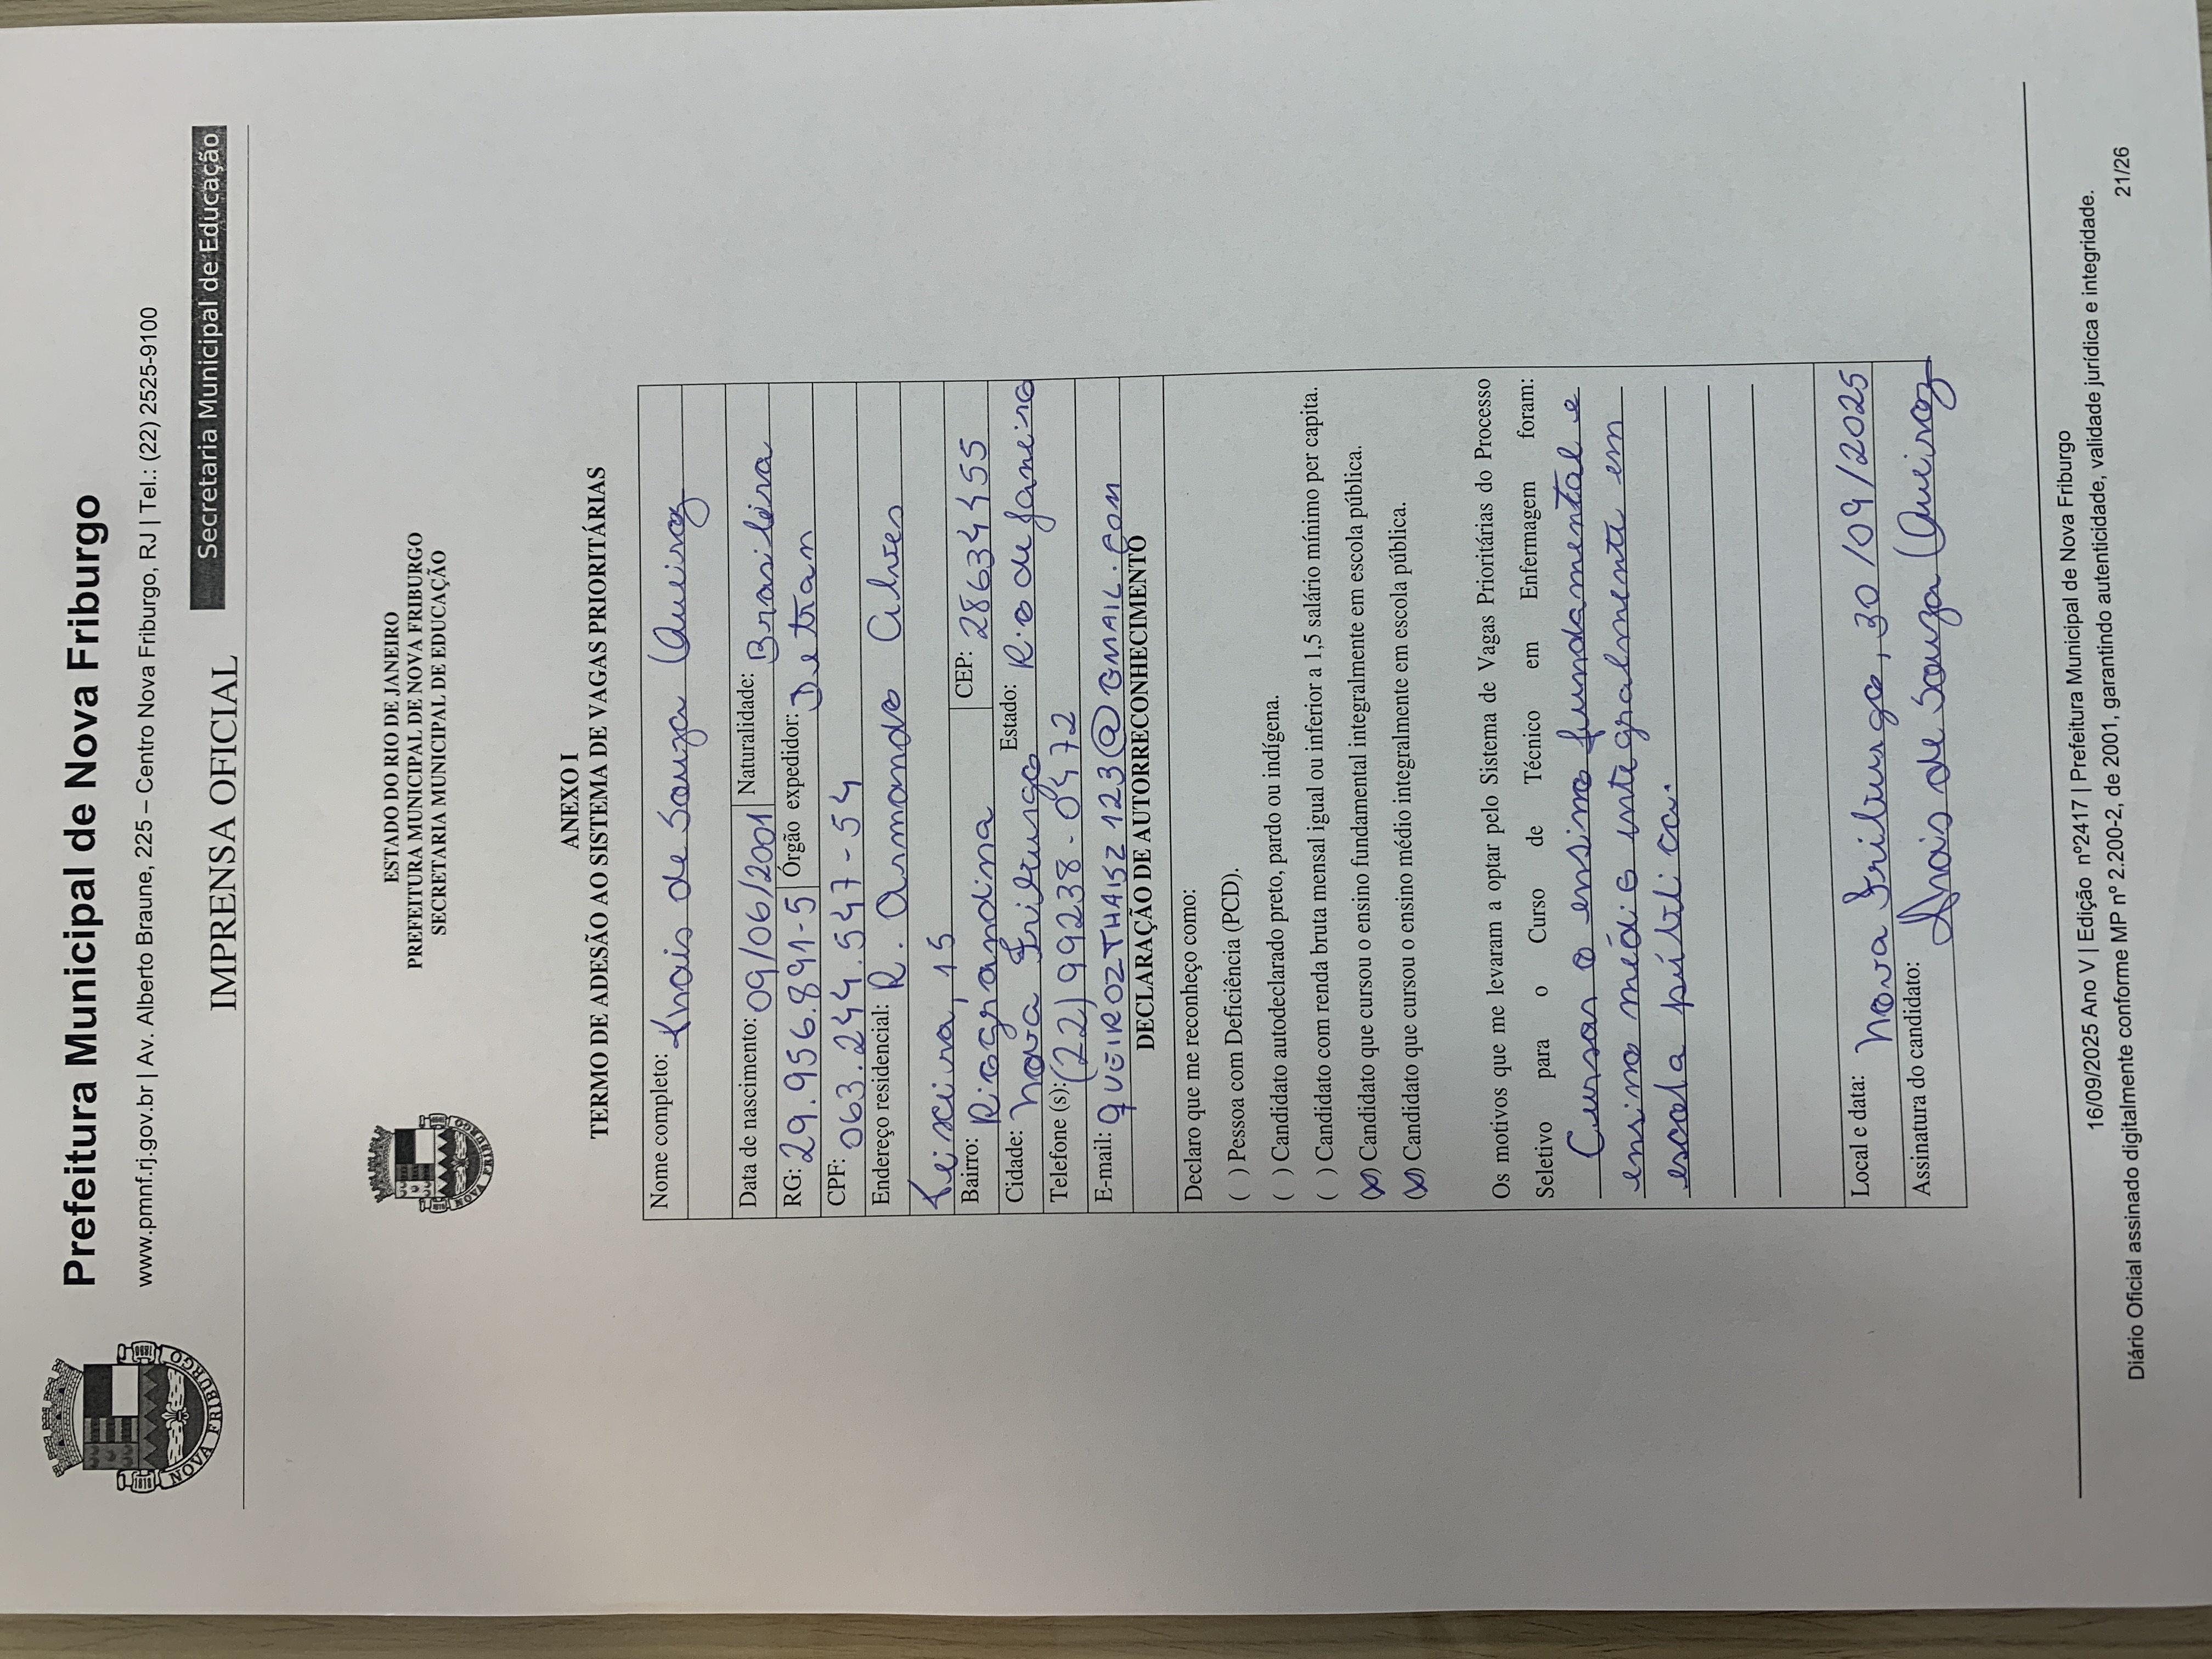 Prefeitura Municipal de Nova Friburgo
www.pmnf.rj.gov.br | Av. Alberto Braune, 225 – Centro Nova Friburgo, RJ | Tel.: (22) 2525-9100
Secretaria Municipal de Educação
IMPRENSA OFICIAL
NOVA FRIBURGO
ESTADO DO RIO DE JANEIRO
PREFEITURA MUNICIPAL DE NOVA FRIBURGO
SECRETARIA MUNICIPAL DE EDUCAÇÃO
NOVA FRIBURGO
ANEXO I
TERMO DE ADESÃO AO SISTEMA DE VAGAS PRIORITÁRIAS
Nome completo: Thais de Souza Queiroz
Data de nascimento: 09/06/2001 Naturalidade: Brasileira
RG: 29.956.891-5 Órgão expedidor: Detran
CPF: 063.244.547-54
Endereço residencial: R. Armando Alves
Teixeira, 15
Bairro: Riograndina CEP: 28634455
Cidade: Nova Friburgo Estado: Rio de Janeiro
Telefone (s): (22) 99238-0472
E-mail: QUEIROZTHAISZ123@GMAIL.COM
DECLARAÇÃO DE AUTORRECONHECIMENTO
Declaro que me reconheço como:
( ) Pessoa com Deficiência (PCD).
( ) Candidato autodeclarado preto, pardo ou indígena.
( ) Candidato com renda bruta mensal igual ou inferior a 1,5 salário mínimo per capita.
(X) Candidato que cursou o ensino fundamental integralmente em escola pública.
(X) Candidato que cursou o ensino médio integralmente em escola pública.
Os motivos que me levaram a optar pelo Sistema de Vagas Prioritárias do Processo
Seletivo para o Curso de Técnico em Enfermagem foram:
Cursar o ensino fundamental e
ensino médio integralmente em
escola pública.
Local e data: Nova Friburgo, 30/09/2025
Assinatura do candidato: Thais de Souza Queiroz
16/09/2025 Ano V | Edição nº2417 | Prefeitura Municipal de Nova Friburgo
Diário Oficial assinado digitalmente conforme MP nº 2.200-2, de 2001, garantindo autenticidade, validade jurídica e integridade.
21/26